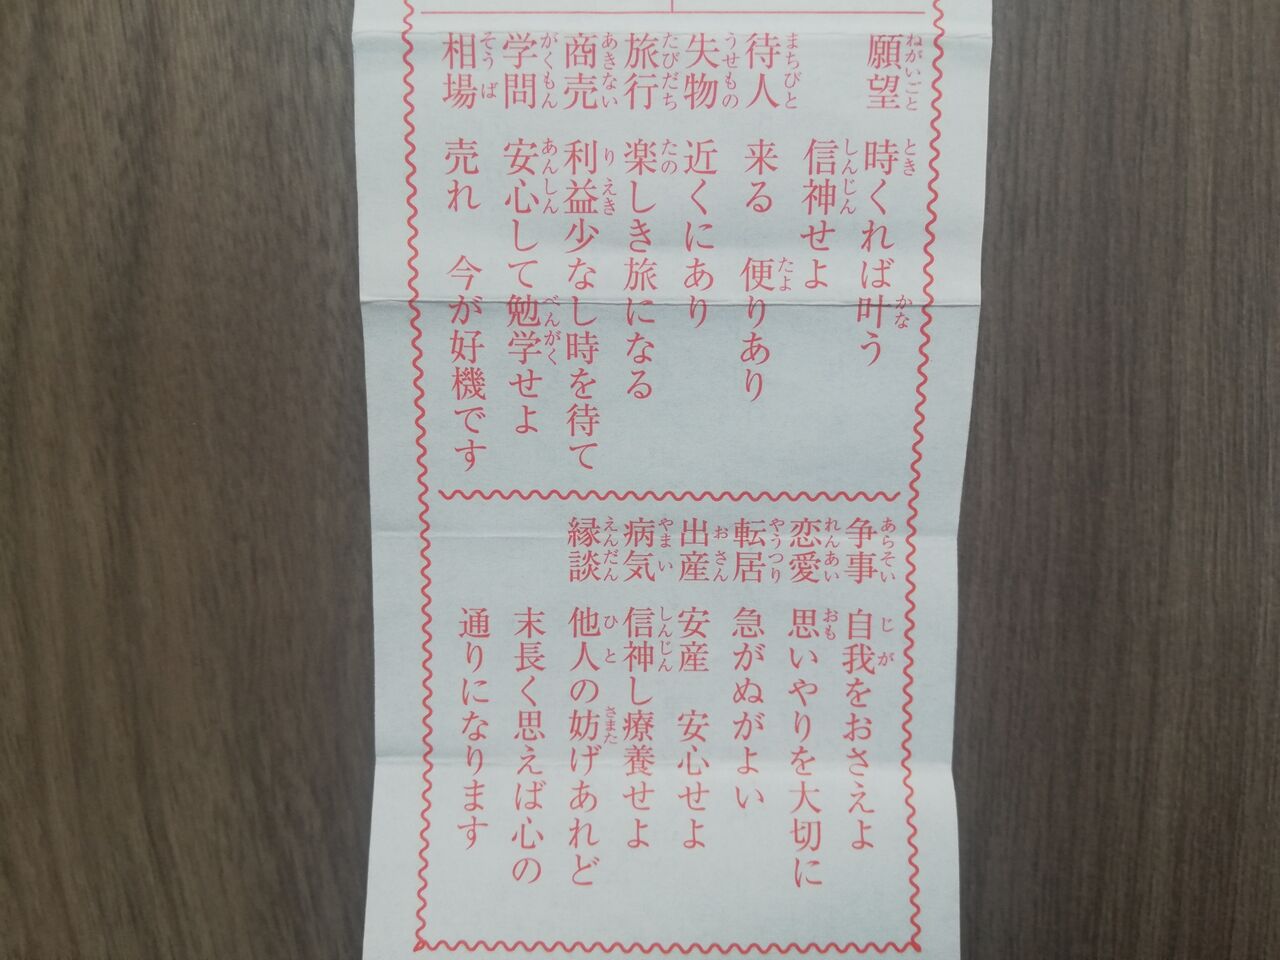 願望 時くれば叶う
信神せよ
待人 来る 便りあり
失物 近くにあり
旅行 楽しき旅になる
商売 利益少なし時を待て
学問 安心して勉学せよ
相場 売れ 今が好機です
争事 自我をおさえよ
恋愛 思いやりを大切に
転居 急がぬがよい
出産 安産 安心せよ
病気 信神し療養せよ
縁談 他人の妨げあれど
末長く思えば心の
通りになります